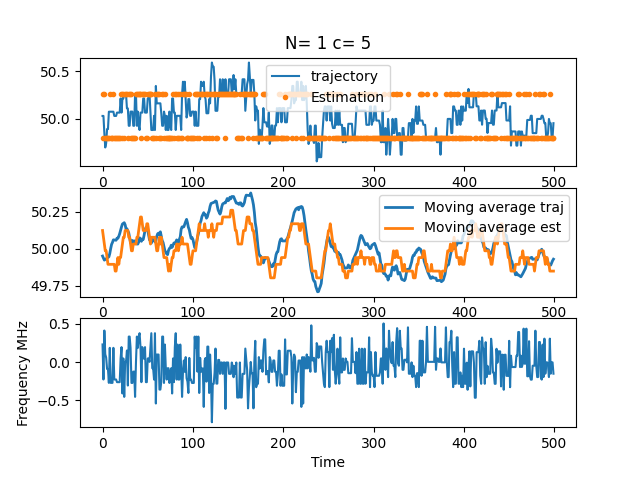 N= 1 c= 5
50.5
50.0
trajectory
Estimation
0 100 200 300 400 500
50.25
50.00
49.75
Moving average traj
Moving average est
0 100 200 300 400 500
Frequency MHz
0.5
0.0
−0.5
0 100 200 300 400 500
Time